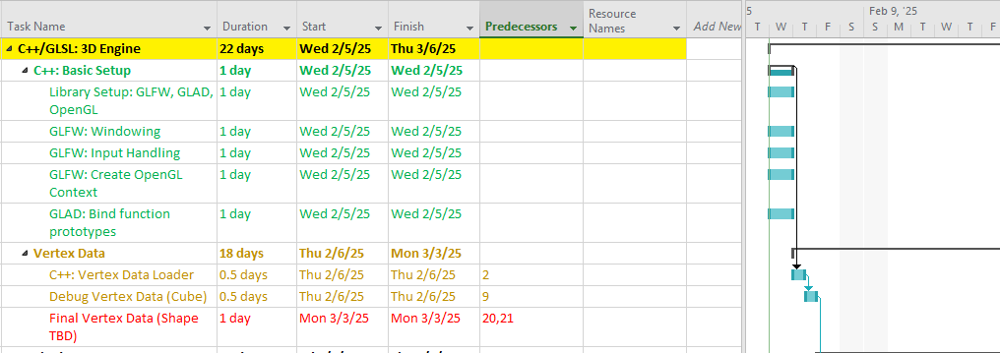 Task Name Duration Start Finish Predecessors Resource Names Add New 5 Feb 9, '25
T W T F S S M T W T F
C++/GLSL: 3D Engine 22 days Wed 2/5/25 Thu 3/6/25
C++: Basic Setup 1 day Wed 2/5/25 Wed 2/5/25
Library Setup: GLFW, GLAD, 1 day Wed 2/5/25 Wed 2/5/25
OpenGL
GLFW: Windowing 1 day Wed 2/5/25 Wed 2/5/25
GLFW: Input Handling 1 day Wed 2/5/25 Wed 2/5/25
GLFW: Create OpenGL 1 day Wed 2/5/25 Wed 2/5/25
Context
GLAD: Bind function 1 day Wed 2/5/25 Wed 2/5/25
prototypes
Vertex Data 18 days Thu 2/6/25 Mon 3/3/25
C++: Vertex Data Loader 0.5 days Thu 2/6/25 Thu 2/6/25 2
Debug Vertex Data (Cube) 0.5 days Thu 2/6/25 Thu 2/6/25 9
Final Vertex Data (Shape 1 day Mon 3/3/25 Mon 3/3/25 20,21
TBD)